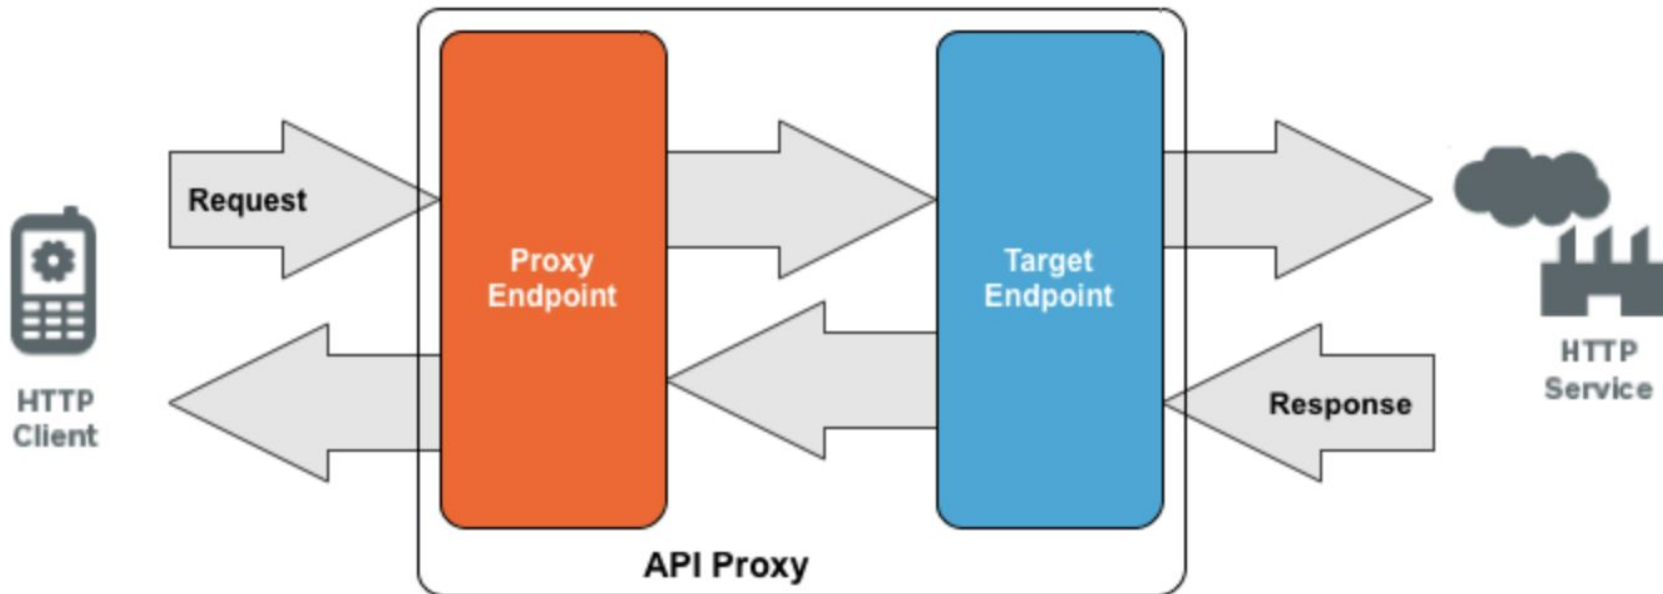 Request
Proxy
Endpoint
Target
Endpoint
HTTP
Client
HTTP
Service
Response
API Proxy